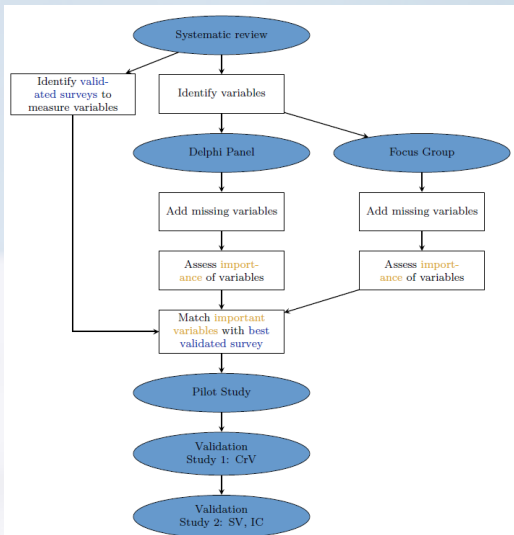 Systematic review
Identify valid-
ated surveys to
measure variables
Identify variables
Delphi Panel
Focus Group
Add missing variables
Add missing variables
Assess import-
ance of variables
Assess import-
ance of variables
Match important
variables with best
validated survey
Pilot Study
Validation
Study 1: CrV
Validation
Study 2: SV, IC